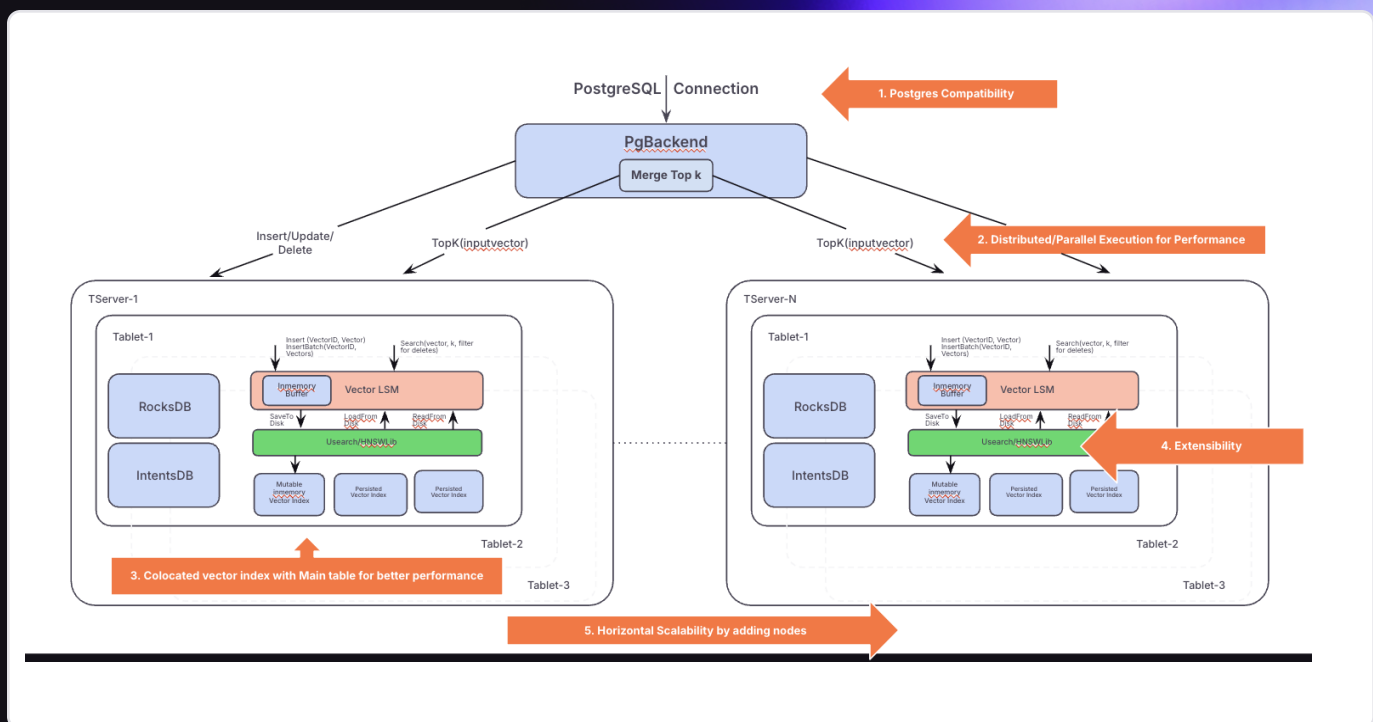 PostgreSQL Connection
1. Postgres Compatibility
PgBackend
Merge Top k
Insert/Update/
Delete
TopK(inputvector)
TopK(inputvector)
2. Distributed/Parallel Execution for Performance
TServer-1
Tablet-1
Insert (VectorID, Vector)
InsertBatch(VectorID,
Vectors)
Search(vector, k, filter
for deletes)
RocksDB
Inmemory
Buffer
Vector LSM
SaveTo
Disk
LoadFrom
Disk
ReadFrom
Disk
Usearch/HNSWLib
IntentsDB
Mutable
inmemory
Vector Index
Persisted
Vector Index
Persisted
Vector Index
Tablet-2
3. Colocated vector index with Main table for better performance
Tablet-3
TServer-N
Tablet-1
Insert (VectorID, Vector)
InsertBatch(VectorID,
Vectors)
Search(vector, k, filter
for deletes)
RocksDB
Inmemory
Buffer
Vector LSM
SaveTo
Disk
LoadFrom
Disk
ReadFrom
Disk
Usearch/HNSWLib
4. Extensibility
IntentsDB
Mutable
inmemory
Vector Index
Persisted
Vector Index
Persisted
Vector Index
Tablet-2
Tablet-3
5. Horizontal Scalability by adding nodes